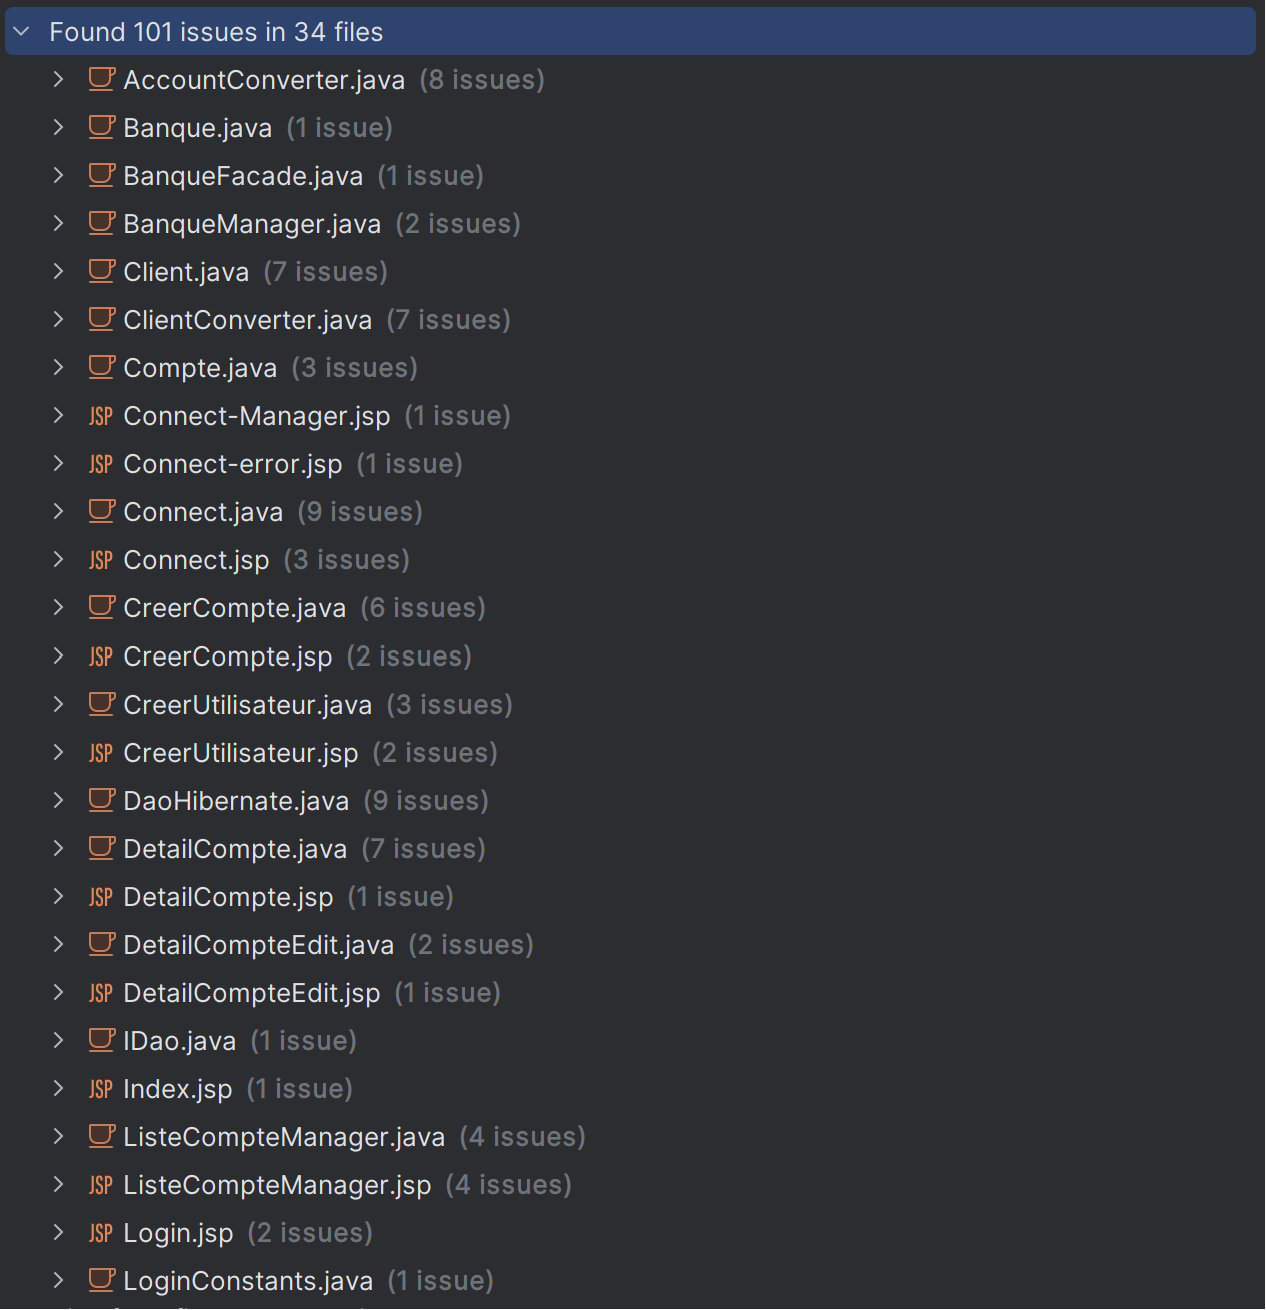 Found 101 issues in 34 files
AccountConverter.java (8 issues)
Banque.java (1 issue)
BanqueFacade.java (1 issue)
BanqueManager.java (2 issues)
Client.java (7 issues)
ClientConverter.java (7 issues)
Compte.java (3 issues)
JSP Connect-Manager.jsp (1 issue)
JSP Connect-error.jsp (1 issue)
Connect.java (9 issues)
JSP Connect.jsp (3 issues)
CreerCompte.java (6 issues)
JSP CreerCompte.jsp (2 issues)
CreerUtilisateur.java (3 issues)
JSP CreerUtilisateur.jsp (2 issues)
DaoHibernate.java (9 issues)
DetailCompte.java (7 issues)
JSP DetailCompte.jsp (1 issue)
DetailCompteEdit.java (2 issues)
JSP DetailCompteEdit.jsp (1 issue)
IDao.java (1 issue)
JSP Index.jsp (1 issue)
ListeCompteManager.java (4 issues)
JSP ListeCompteManager.jsp (4 issues)
JSP Login.jsp (2 issues)
LoginConstants.java (1 issue)